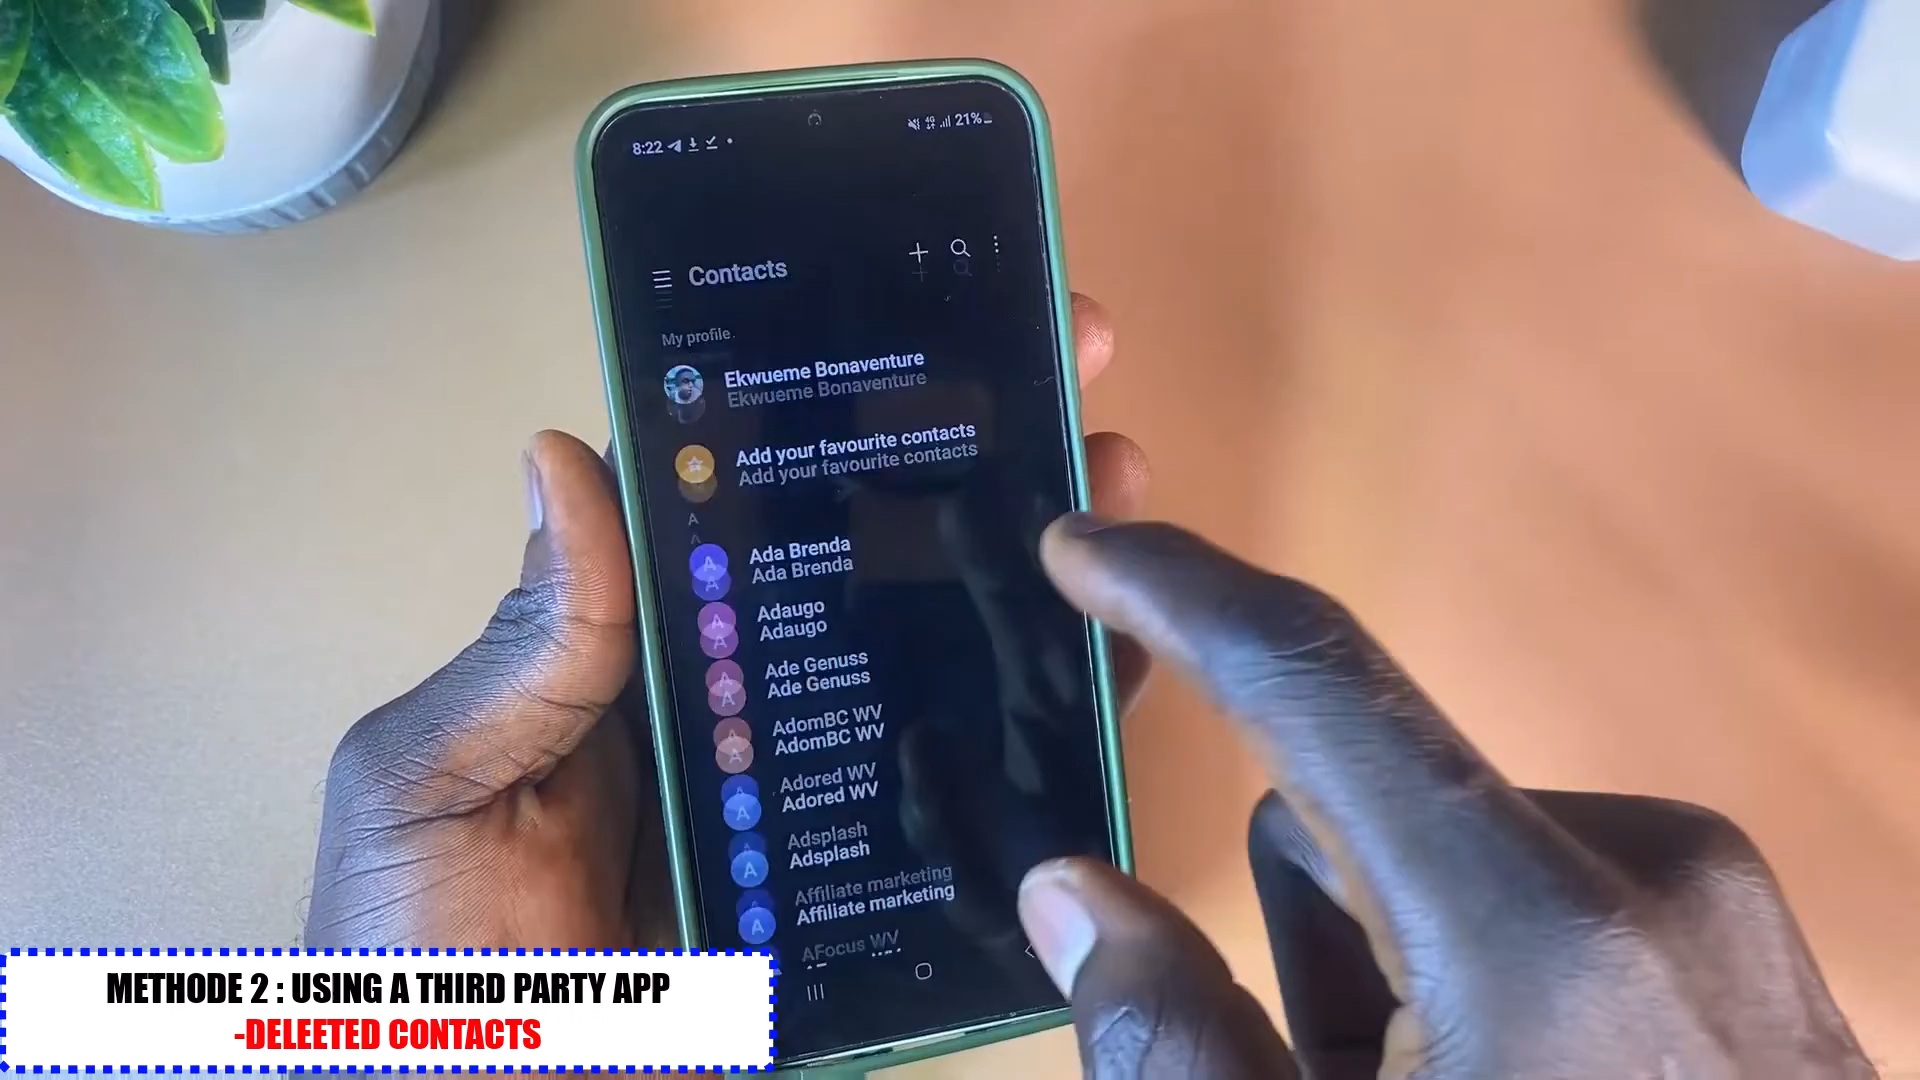 8:22
4G 21%
Contacts
My profile
Ekwueme Bonaventure
Ekwueme Bonaventure
Add your favourite contacts
Add your favourite contacts
A
A
A Ada Brenda
A Ada Brenda
A Adaugo
A Adaugo
A Ade Genuss
A Ade Genuss
A AdomBC WV
A AdomBC WV
A Adored WV
A Adored WV
A Adsplash
A Adsplash
Affiliate marketing
A Affiliate marketing
AFocus WV
METHODE 2 : USING A THIRD PARTY APP
-DELEETED CONTACTS